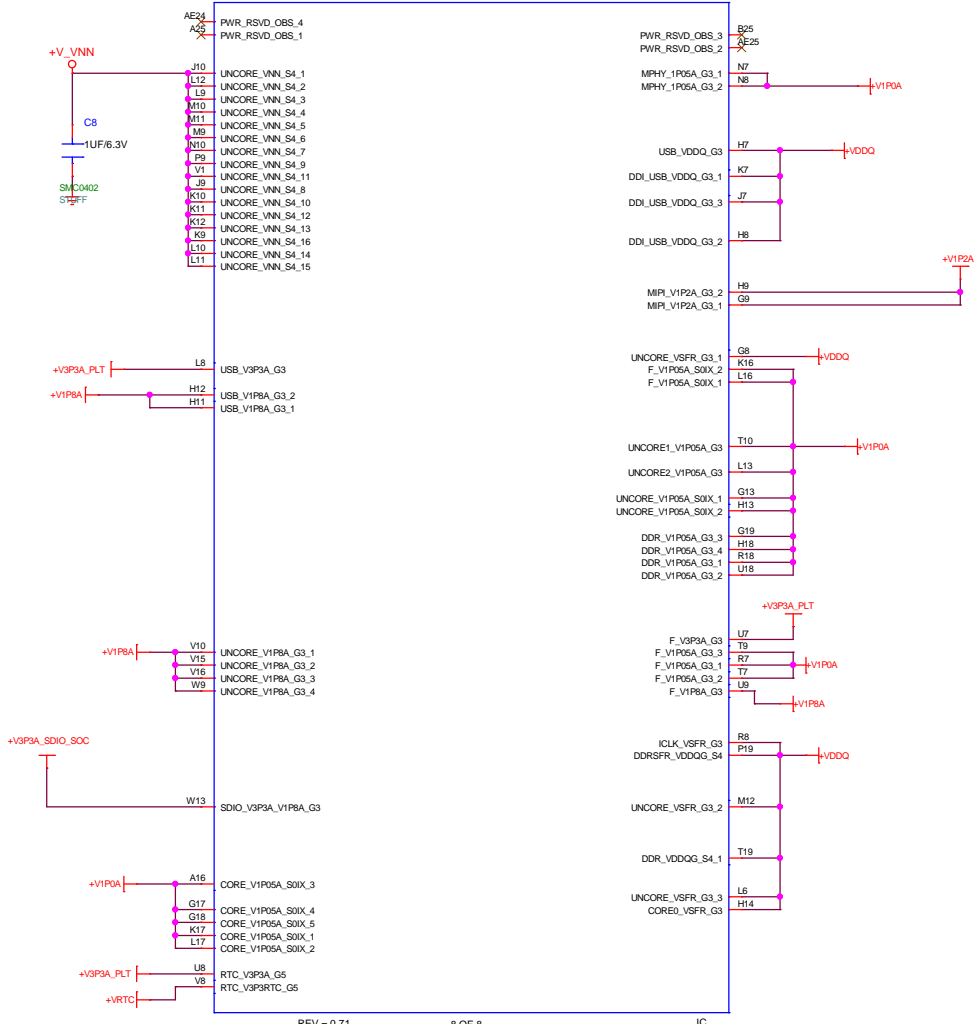 AE24 PWR_RSVD_OBS_4
A25 PWR_RSVD_OBS_1
PWR_RSVD_OBS_3 B25
PWR_RSVD_OBS_2 AE25
+V_VNN
C8
1UF/6.3V
SMC0402
STUFF
J10 UNCORE_VNN_S4_1
L12 UNCORE_VNN_S4_2
L9 UNCORE_VNN_S4_3
M10 UNCORE_VNN_S4_4
M11 UNCORE_VNN_S4_5
M9 UNCORE_VNN_S4_6
N10 UNCORE_VNN_S4_7
P9 UNCORE_VNN_S4_9
V1 UNCORE_VNN_S4_11
J9 UNCORE_VNN_S4_8
K10 UNCORE_VNN_S4_10
K11 UNCORE_VNN_S4_12
K12 UNCORE_VNN_S4_13
K9 UNCORE_VNN_S4_16
L10 UNCORE_VNN_S4_14
L11 UNCORE_VNN_S4_15
MPHY_1P05A_G3_1 N7
MPHY_1P05A_G3_2 N8 +V1P0A
USB_VDDQ_G3 H7 +VDDQ
DDI_USB_VDDQ_G3_1 K7
DDI_USB_VDDQ_G3_3 J7
DDI_USB_VDDQ_G3_2 H8
+V1P2A
MIPI_V1P2A_G3_2 H9
MIPI_V1P2A_G3_1 G9
+V3P3A_PLT L8 USB_V3P3A_G3
+V1P8A H12 USB_V1P8A_G3_2
H11 USB_V1P8A_G3_1
UNCORE_VSFR_G3_1 G8 +VDDQ
F_V1P05A_S0IX_2 K16
F_V1P05A_S0IX_1 L16
UNCORE1_V1P05A_G3 T10 +V1P0A
UNCORE2_V1P05A_G3 L13
UNCORE_V1P05A_S0IX_1 G13
UNCORE_V1P05A_S0IX_2 H13
DDR_V1P05A_G3_3 G19
DDR_V1P05A_G3_4 H18
DDR_V1P05A_G3_1 R18
DDR_V1P05A_G3_2 U18
+V3P3A_PLT
F_V3P3A_G3 U7
F_V1P05A_G3_3 T9
F_V1P05A_G3_1 R7 +V1P0A
F_V1P05A_G3_2 T7
F_V1P8A_G3 U9
+V1P8A
+V1P8A V10 UNCORE_V1P8A_G3_1
V15 UNCORE_V1P8A_G3_2
V16 UNCORE_V1P8A_G3_3
W9 UNCORE_V1P8A_G3_4
+V3P3A_SDIO_SOC
W13 SDIO_V3P3A_V1P8A_G3
ICLK_VSFR_G3 R8
DDRSFR_VDDQG_S4 P19 +VDDQ
UNCORE_VSFR_G3_2 M12
DDR_VDDQG_S4_1 T19
UNCORE_VSFR_G3_3 L6
CORE0_VSFR_G3 H14
+V1P0A A16 CORE_V1P05A_S0IX_3
G17 CORE_V1P05A_S0IX_4
G18 CORE_V1P05A_S0IX_5
K17 CORE_V1P05A_S0IX_1
L17 CORE_V1P05A_S0IX_2
+V3P3A_PLT U8 RTC_V3P3A_G5
+VRTC V8 RTC_V3P3RTC_G5
REV = 0.71 8 OF 8 IC